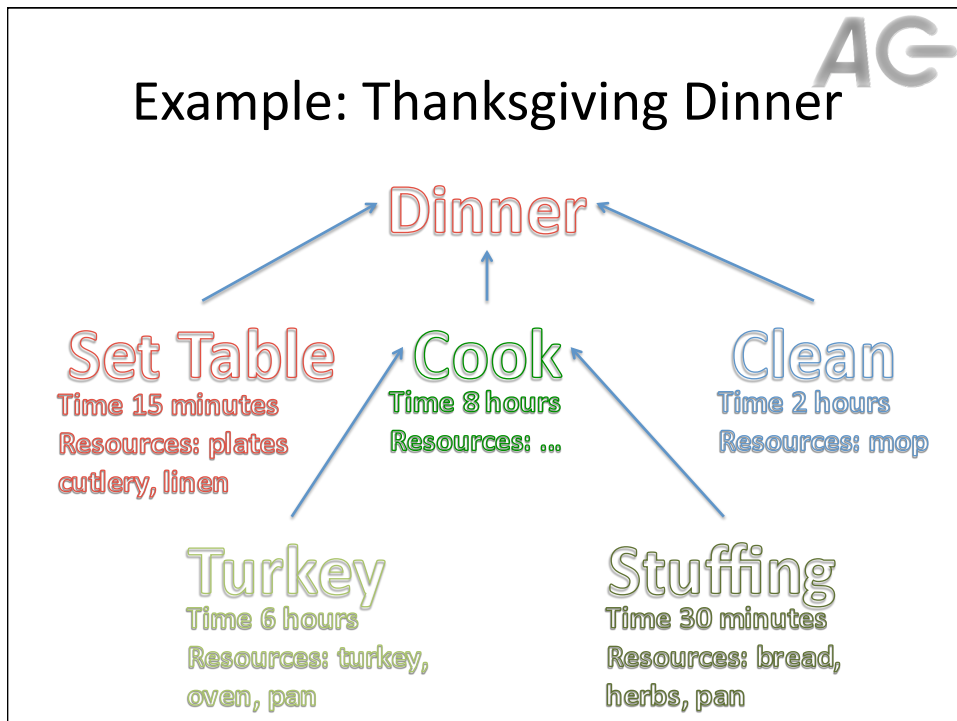 AC
Example: Thanksgiving Dinner
Dinner
Set Table
Time 15 minutes
Resources: plates
cutlery, linen
Cook
Time 8 hours
Resources: ...
Clean
Time 2 hours
Resources: mop
Turkey
Time 6 hours
Resources: turkey,
oven, pan
Stuffing
Time 30 minutes
Resources: bread,
herbs, pan